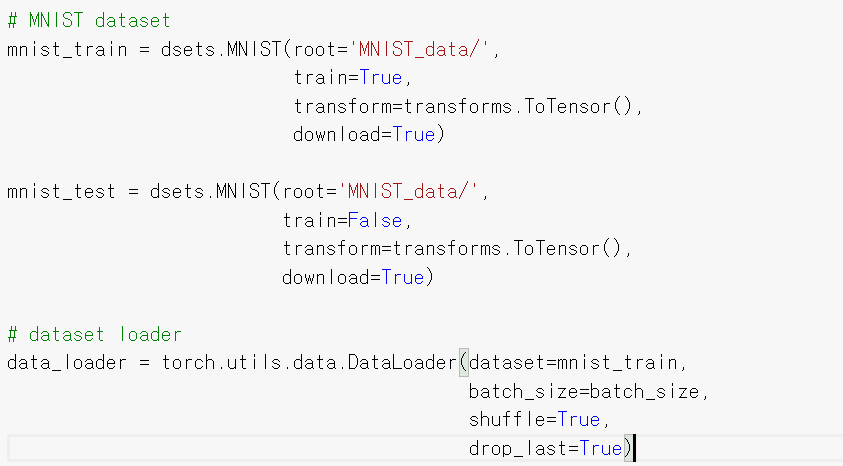 # MNIST dataset
mnist_train = dsets.MNIST(root='MNIST_data/',
                          train=True,
                          transform=transforms.ToTensor(),
                          download=True)

mnist_test = dsets.MNIST(root='MNIST_data/',
                         train=False,
                         transform=transforms.ToTensor(),
                         download=True)

# dataset loader
data_loader = torch.utils.data.DataLoader(dataset=mnist_train,
                                          batch_size=batch_size,
                                          shuffle=True,
                                          drop_last=True)